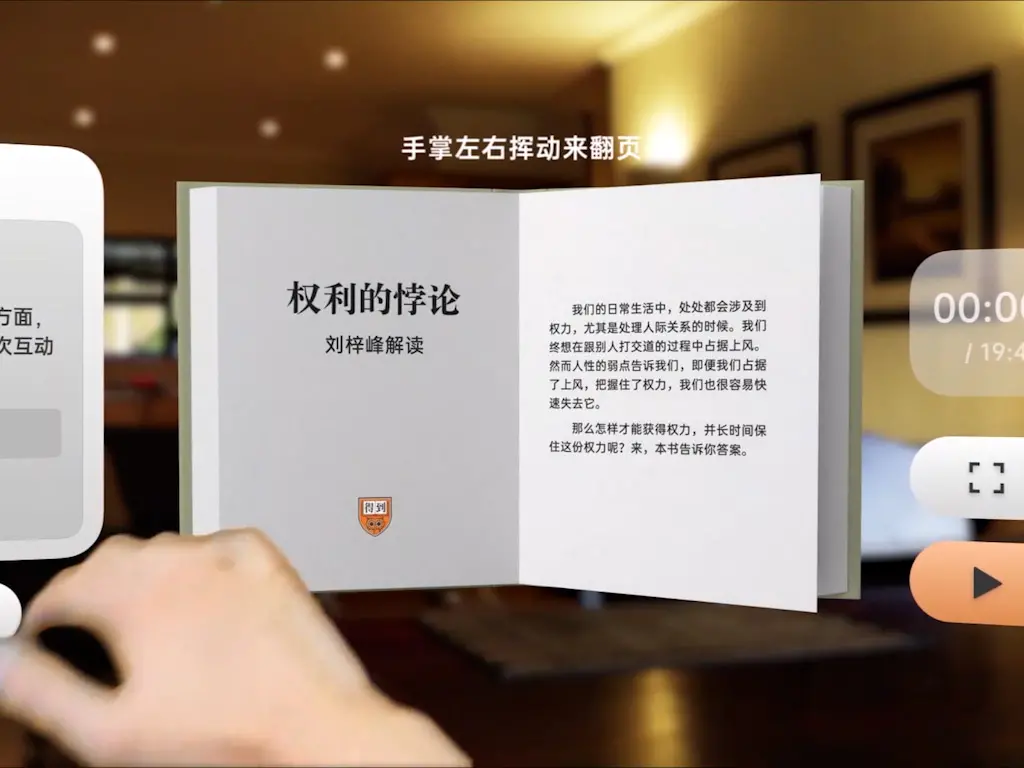 手掌左右挥动来翻页
方面，
次互动
权利的悖论
刘梓峰解读
得到
我们的日常生活中，处处都会涉及到
权力，尤其是处理人际关系的时候。我们
终想在跟别人打交道的过程中占据上风。
然而人性的弱点告诉我们，即便我们占据
了上风，把握住了权力，我们也很容易快
速失去它。
那么怎样才能获得权力，并长时间保
住这份权力呢？来，本书告诉你答案。
00:00
/ 19:4